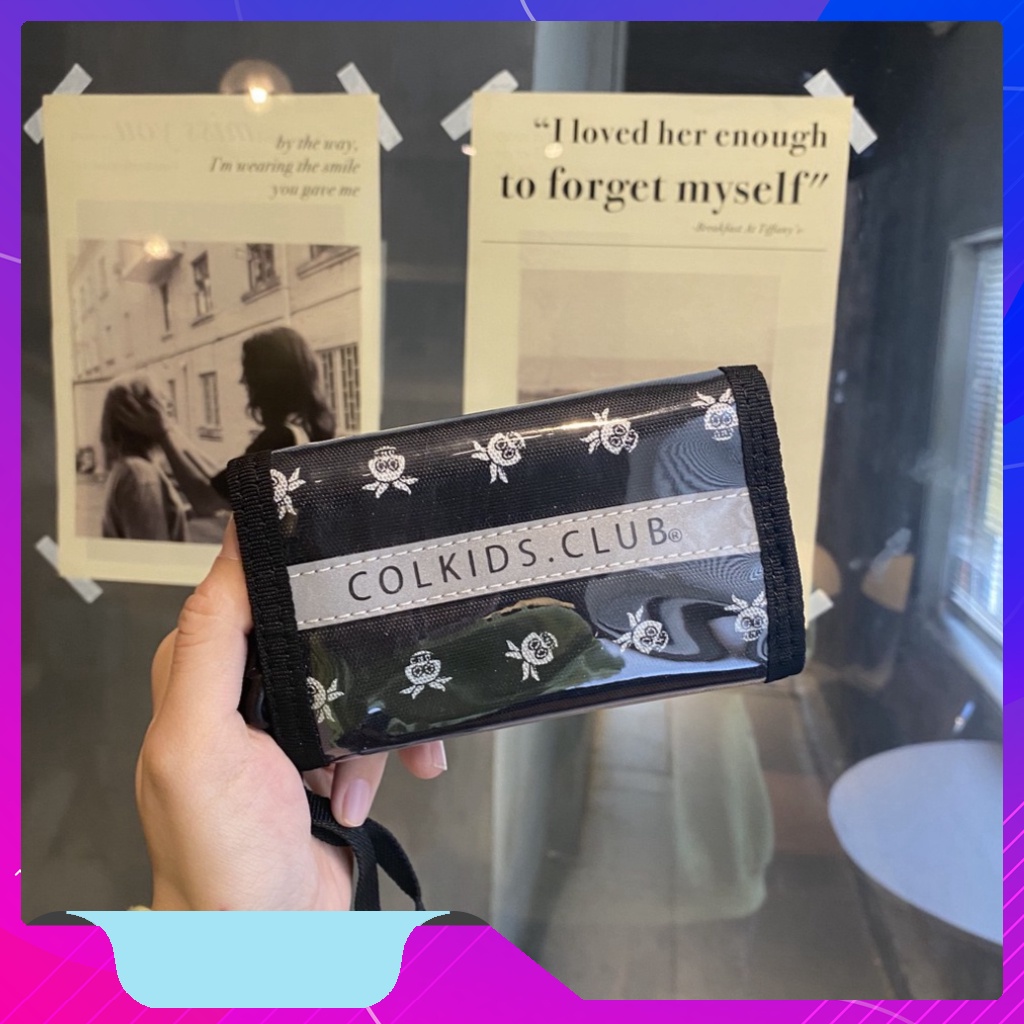 by the way,
I'm wearing the smile
you gave me
“I loved her enough
to forget myself”
-Breakfast At Tiffany's-
COLKIDS.CLUB®